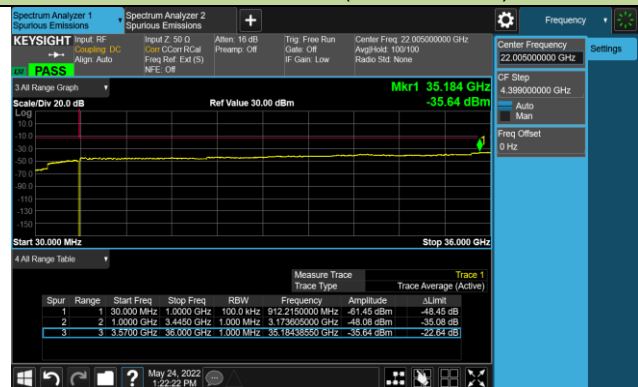 Spectrum Analyzer 1
Spurious Emissions
Spectrum Analyzer 2
Spurious Emissions
Frequency
KEYSIGHT
Input: RF
Coupling: DC
Align: Auto
Input Z: 50 Ω
Corr CCorr RCal
Freq Ref: Ext (S)
NFE: Off
Atten: 16 dB
Preamp: Off
Trig: Free Run
Gate: Off
IF Gain: Low
Center Freq: 22.005000000 GHz
Avg|Hold: 100/100
Radio Std: None
PASS
Center Frequency
22.005000000 GHz
Settings
CF Step
4.399000000 GHz
Auto
Man
Freq Offset
0 Hz
3 All Range Graph
Mkr1 35.184 GHz
Scale/Div 20.0 dB
Ref Value 30.00 dBm
-35.64 dBm
Log
10.0
-10.0
-30.0
-50.0
-70.0
-90.0
-110
-130
-150
1
Start 30.000 MHz
Stop 36.000 GHz
4 All Range Table
Measure Trace Trace 1
Trace Type Trace Average (Active)
Spur Range Start Freq Stop Freq RBW Frequency Amplitude ΔLimit
1 1 30.000 MHz 1.0000 GHz 100.0 kHz 912.2150000 MHz -61.45 dBm -48.45 dB
2 2 1.0000 GHz 3.4450 GHz 1.000 MHz 3.173605000 GHz -48.08 dBm -35.08 dB
3 3 3.5700 GHz 36.000 GHz 1.000 MHz 35.18438550 GHz -35.64 dBm -22.64 dB
May 24, 2022
1:22:22 PM